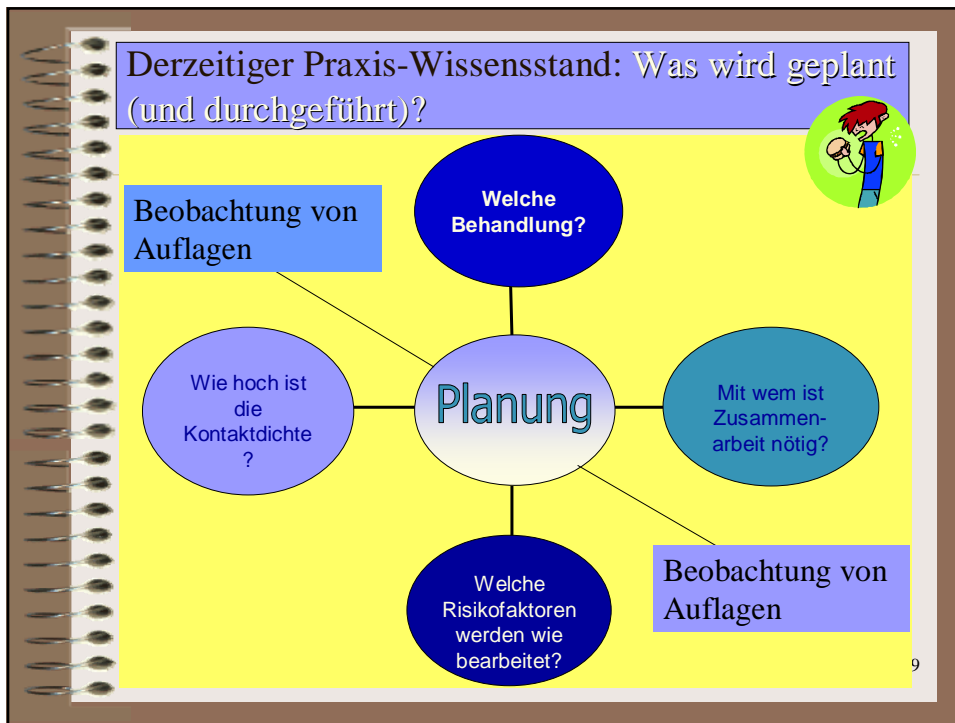 Derzeitiger Praxis-Wissensstand: Was wird geplant
(und durchgeführt)?
Welche
Behandlung?
Beobachtung von
Auflagen
Wie hoch ist
die
Kontaktdichte
?
Planung
Mit wem ist
Zusammen-
arbeit nötig?
Welche
Risikofaktoren
werden wie
bearbeitet?
Beobachtung von
Auflagen
9